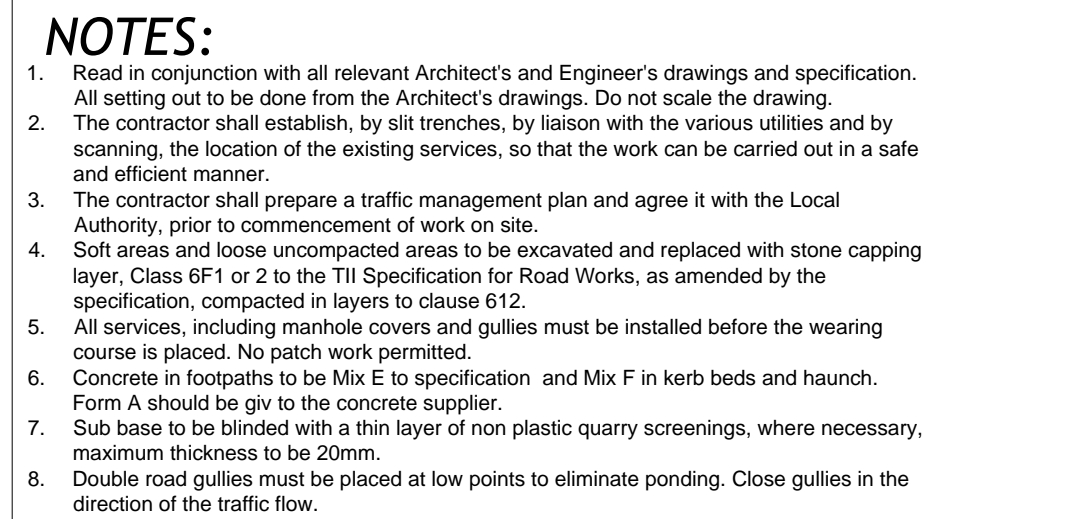 NOTES:
1. Read in conjunction with all relevant Architect's and Engineer's drawings and specification.
All setting out to be done from the Architect's drawings. Do not scale the drawing.
2. The contractor shall establish, by slit trenches, by liaison with the various utilities and by
scanning, the location of the existing services, so that the work can be carried out in a safe
and efficient manner.
3. The contractor shall prepare a traffic management plan and agree it with the Local
Authority, prior to commencement of work on site.
4. Soft areas and loose uncompacted areas to be excavated and replaced with stone capping
layer, Class 6F1 or 2 to the TII Specification for Road Works, as amended by the
specification, compacted in layers to clause 612.
5. All services, including manhole covers and gullies must be installed before the wearing
course is placed. No patch work permitted.
6. Concrete in footpaths to be Mix E to specification  and Mix F in kerb beds and haunch.
Form A should be giv to the concrete supplier.
7. Sub base to be blinded with a thin layer of non plastic quarry screenings, where necessary,
maximum thickness to be 20mm.
8. Double road gullies must be placed at low points to eliminate ponding. Close gullies in the
direction of the traffic flow.